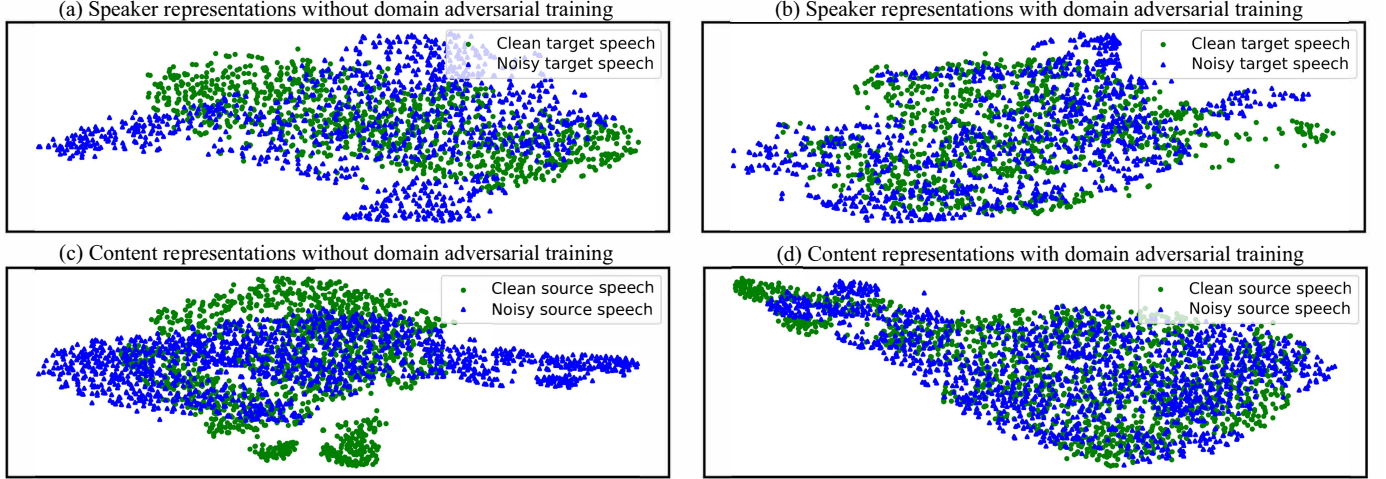 (a) Speaker representations without domain adversarial training
Clean target speech
Noisy target speech
(b) Speaker representations with domain adversarial training
Clean target speech
Noisy target speech
(c) Content representations without domain adversarial training
Clean source speech
Noisy source speech
(d) Content representations with domain adversarial training
Clean source speech
Noisy source speech